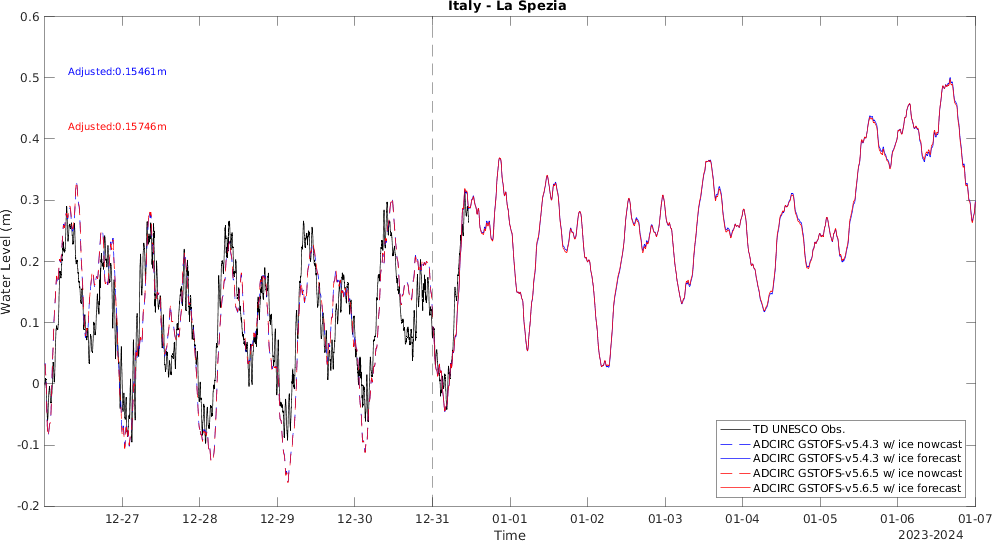 Italy - La Spezia
0.6
0.5
0.4
0.3
0.2
0.1
0
-0.1
-0.2
Water Level (m)
Adjusted:0.15461m
Adjusted:0.15746m
TD UNESCO Obs.
ADCIRC GSTOFS-v5.4.3 w/ ice nowcast
ADCIRC GSTOFS-v5.4.3 w/ ice forecast
ADCIRC GSTOFS-v5.6.5 w/ ice nowcast
ADCIRC GSTOFS-v5.6.5 w/ ice forecast
12-27 12-28 12-29 12-30 12-31 01-01 01-02 01-03 01-04 01-05 01-06 01-07
Time
2023-2024